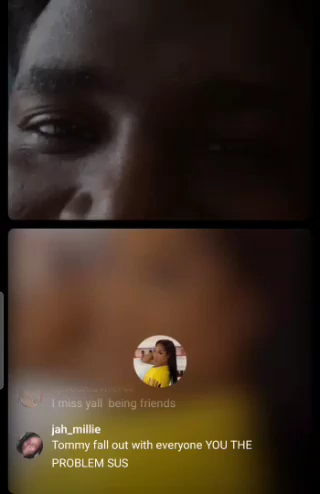 I miss yall being friends
jah_millie
Tommy fall out with everyone YOU THE
PROBLEM SUS